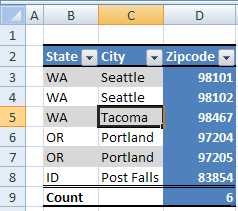 A B C D
1
2 State City Zipcode
3 WA Seattle 98101
4 WA Seattle 98102
5 WA Tacoma 98467
6 OR Portland 97204
7 OR Portland 97205
8 ID Post Falls 83854
9 Count 6